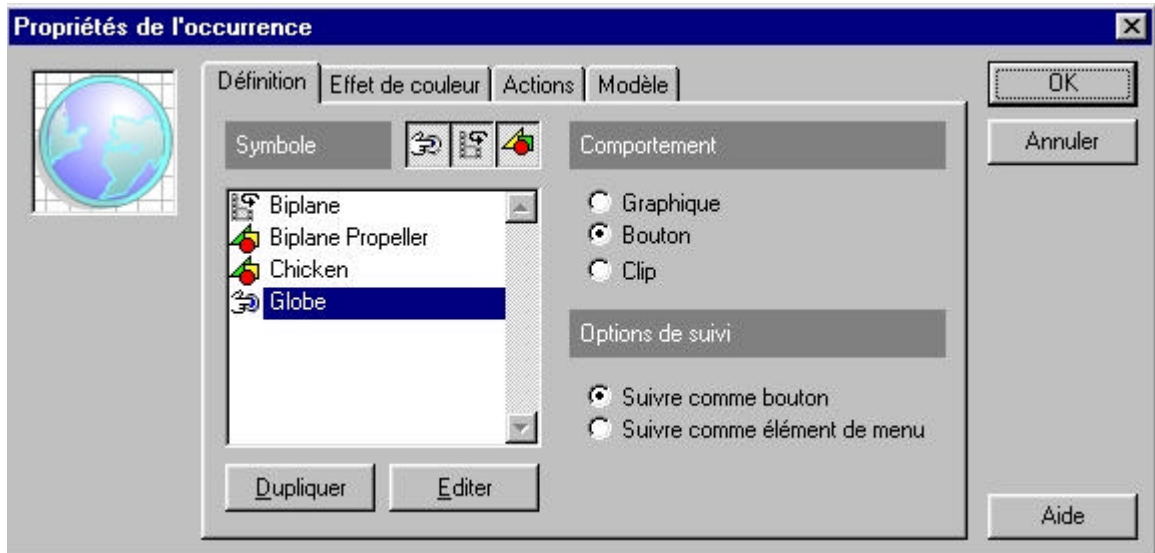 Propriétés de l'occurrence
Définition
Effet de couleur
Actions
Modèle
OK
Annuler
Symbole
Comportement
Biplane
Biplane Propeller
Chicken
Globe
Graphique
Bouton
Clip
Options de suivi
Suivre comme bouton
Suivre comme élément de menu
Dupliquer
Editer
Aide